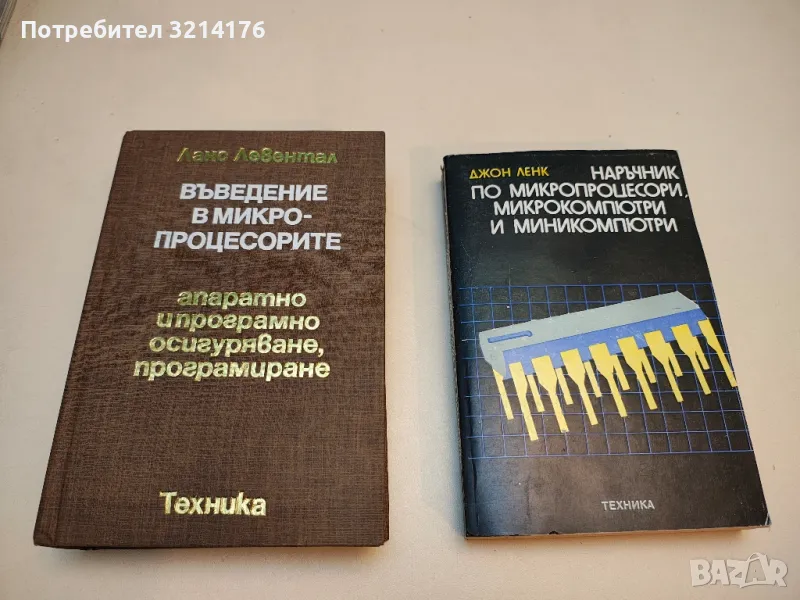 Потребител 3214176
Ланс Левентал
ВЪВЕДЕНИЕ
В МИКРО-
ПРОЦЕСОРИТЕ
апаратно
и програмно
осигуряване,
програмиране
Техника
ДЖОН ЛЕНК НАРЪЧНИК
ПО МИКРОПРОЦЕСОРИ,
МИКРОКОМПЮТРИ
И МИНИКОМПЮТРИ
ТЕХНИКА
BAZAR